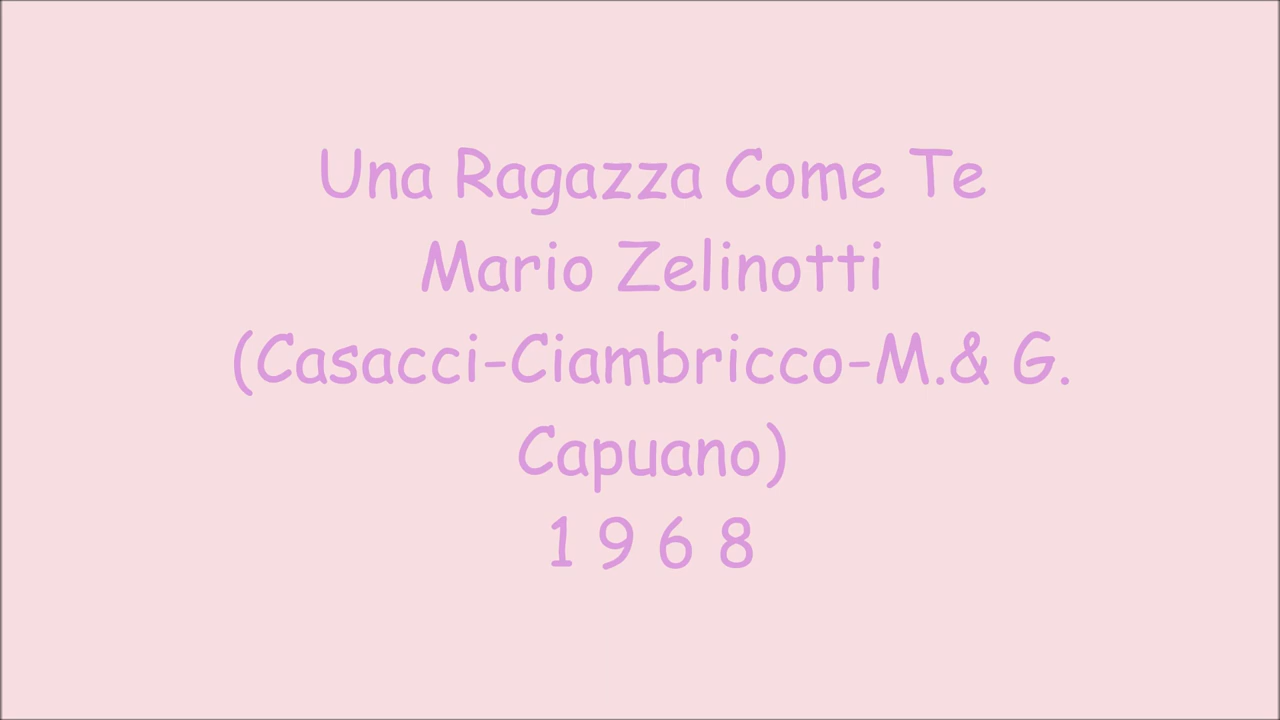 Una Ragazza Come Te
Mario Zelinotti
(Casacci-Ciambricco-M.& G.
Capuano)
1 9 6 8